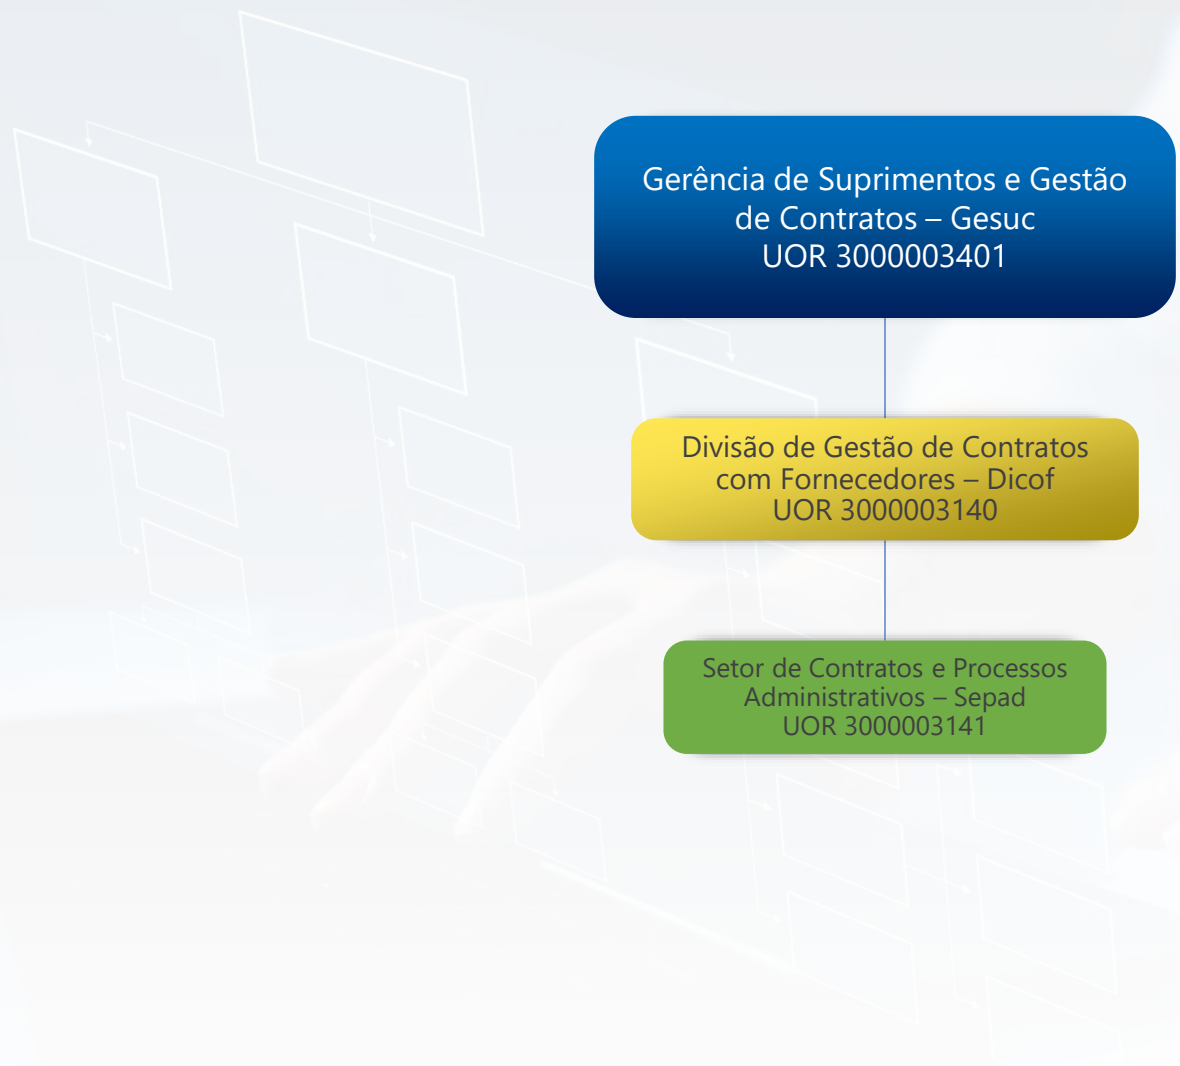 Gerência de Suprimentos e Gestão
de Contratos – Gesuc
UOR 3000003401
Divisão de Gestão de Contratos
com Fornecedores – Dicof
UOR 3000003140
Setor de Contratos e Processos
Administrativos – Sepad
UOR 3000003141